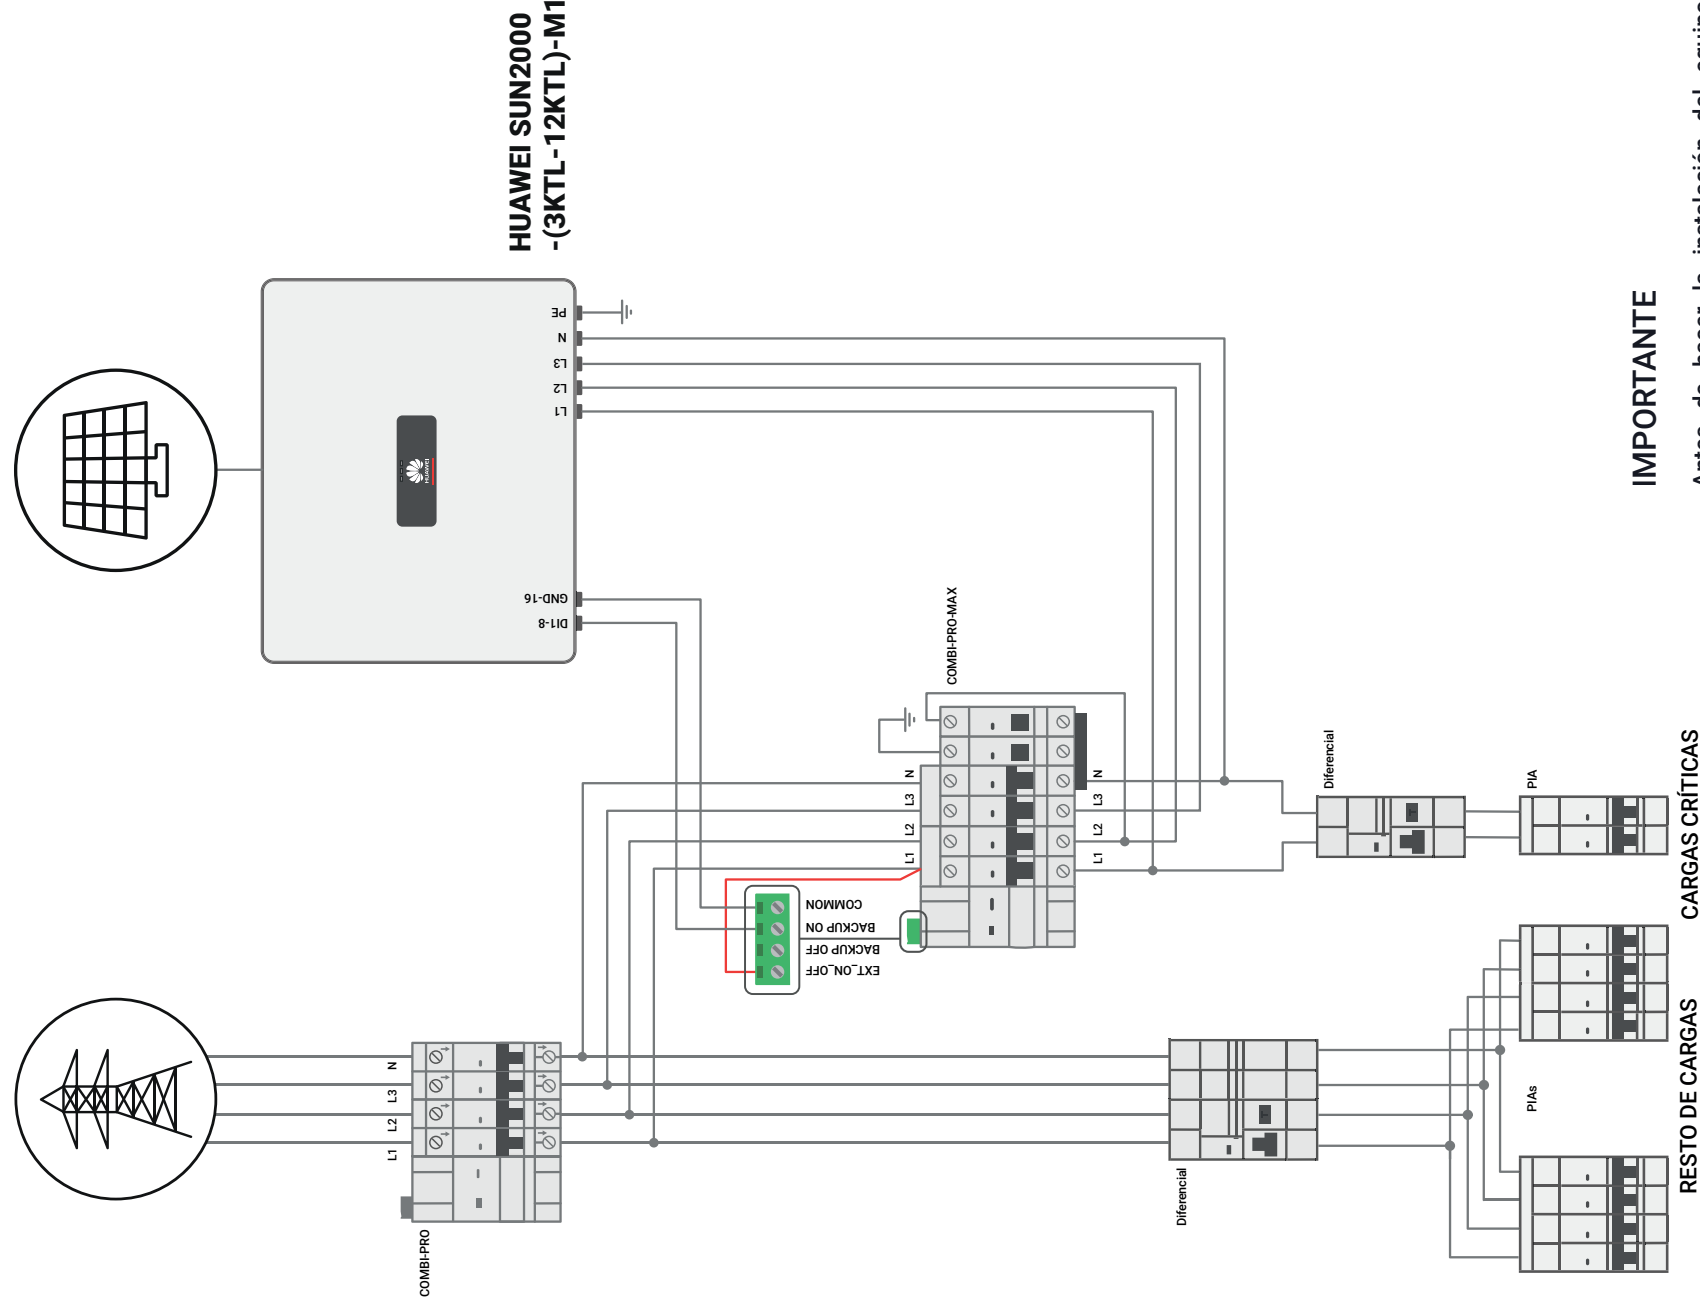 HUAWEI SUN2000
-(3KTL-12KTL)-M1
PE
N
L3
L2
L1
HUAWEI
GND-16
DI1-8
COMBI-PRO-MAX
N
L3
L2
L1
N
L3
L2
L1
COMMON
BACKUP ON
BACKUP OFF
EXT_ON_OFF
N
L3
L2
L1
COMBI-PRO
Diferencial
T
PIA
CARGAS CRÍTICAS
Diferencial
T
PIAs
RESTO DE CARGAS
IMPORTANTE